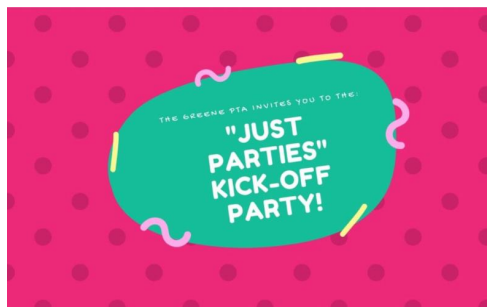 THE GREENE PTA INVITES YOU TO THE:
"JUST
PARTIES"
KICK-OFF
PARTY!